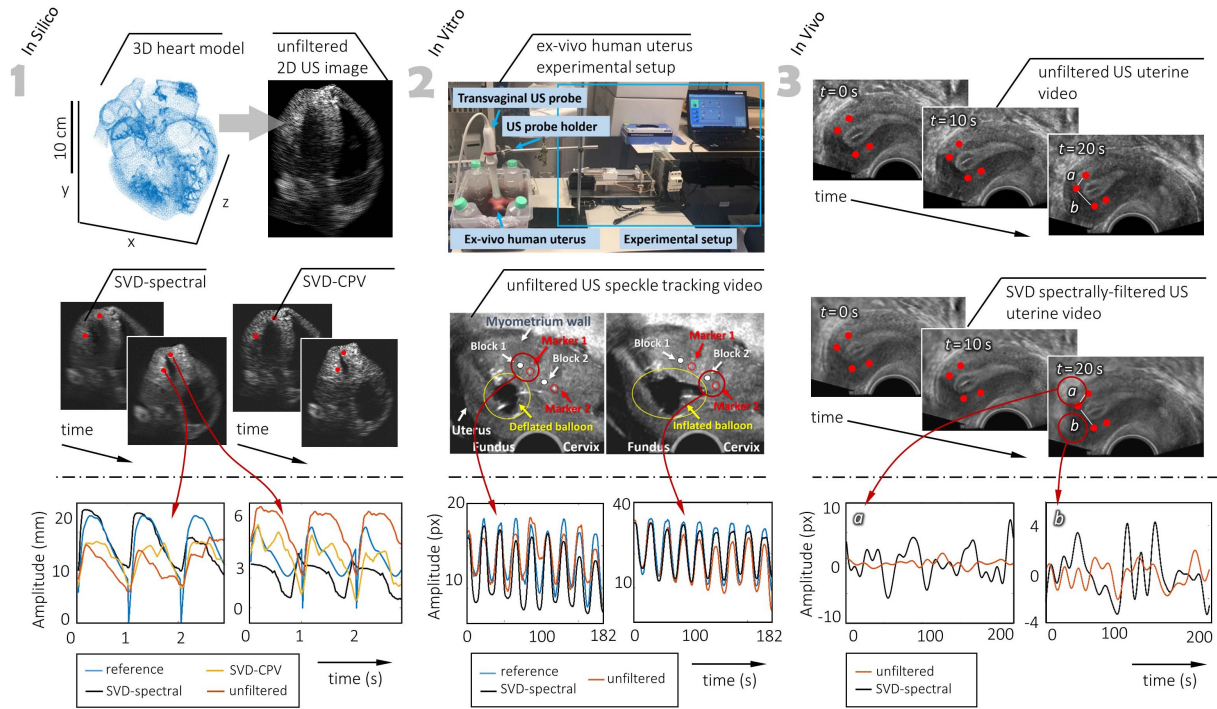 1
In Silico
3D heart model
unfiltered
2D US image
10 cm
y
x
z
SVD-spectral
SVD-CPV
time
time
Amplitude (mm)
20
10
0
0
1
2
6
3
0
0
1
2
reference
SVD-CPV
SVD-spectral
unfiltered
time (s)
2
In Vitro
ex-vivo human uterus
experimental setup
Transvaginal US probe
US probe holder
Ex-vivo human uterus
Experimental setup
unfiltered US speckle tracking video
Myometrium wall
Block 1
Marker 1
Block 2
Marker 2
Uterus
Deflated balloon
Fundus
Cervix
Marker 1
Block 1
Block 2
Marker 2
Inflated balloon
Fundus
Cervix
Amplitude (px)
20
10
0
100
182
40
10
0
100
182
reference
unfiltered
SVD-spectral
time (s)
3
In Vivo
unfiltered US uterine
video
t=0 s
t=10 s
t=20 s
a
b
time
SVD spectrally-filtered US
uterine video
t=0 s
t=10 s
t=20 s
a
b
time
Amplitude (px)
a
10
0
-10
0
100
200
b
4
0
-4
0
100
200
unfiltered
SVD-spectral
time (s)